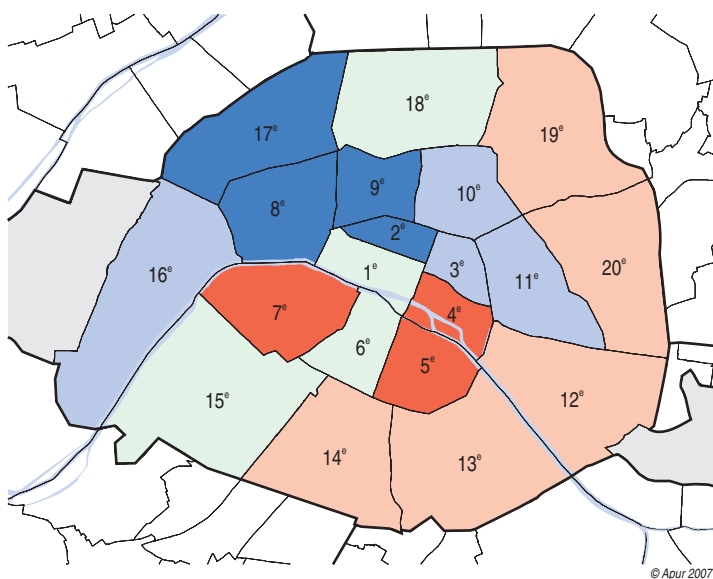 18ᵉ
17ᵉ
19ᵉ
9ᵉ
10ᵉ
8ᵉ
2ᵉ
16ᵉ
1ᵉ
3ᵉ
11ᵉ
20ᵉ
7ᵉ
4ᵉ
6ᵉ
5ᵉ
15ᵉ
12ᵉ
14ᵉ
13ᵉ
© Apur 2007